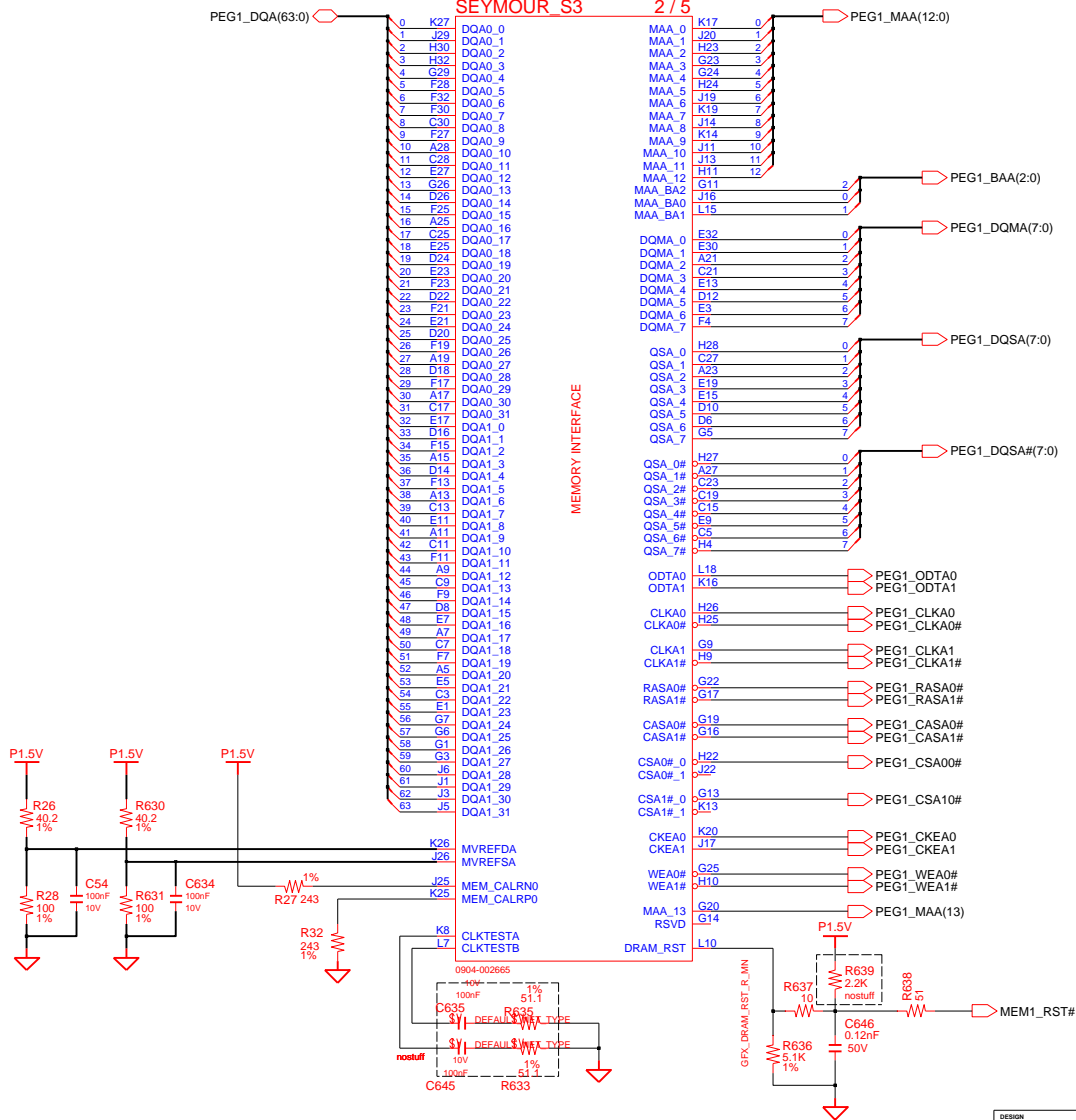 SEYMOUR_S3 2 / 5
PEG1_DQA(63:0)
0 K27 DQA0_0
1 J29 DQA0_1
2 H30 DQA0_2
3 H32 DQA0_3
4 G29 DQA0_4
5 F28 DQA0_5
6 F32 DQA0_6
7 F30 DQA0_7
8 C30 DQA0_8
9 F27 DQA0_9
10 A28 DQA0_10
11 C28 DQA0_11
12 E27 DQA0_12
13 G26 DQA0_13
14 D26 DQA0_14
15 F25 DQA0_15
16 A25 DQA0_16
17 C25 DQA0_17
18 E25 DQA0_18
19 D24 DQA0_19
20 E23 DQA0_20
21 F23 DQA0_21
22 D22 DQA0_22
23 F21 DQA0_23
24 E21 DQA0_24
25 D20 DQA0_25
26 F19 DQA0_26
27 A19 DQA0_27
28 D18 DQA0_28
29 F17 DQA0_29
30 A17 DQA0_30
31 C17 DQA0_31
32 E17 DQA1_0
33 D16 DQA1_1
34 F15 DQA1_2
35 A15 DQA1_3
36 D14 DQA1_4
37 F13 DQA1_5
38 A13 DQA1_6
39 C13 DQA1_7
40 E11 DQA1_8
41 A11 DQA1_9
42 C11 DQA1_10
43 F11 DQA1_11
44 A9 DQA1_12
45 C9 DQA1_13
46 F9 DQA1_14
47 D8 DQA1_15
48 E7 DQA1_16
49 A7 DQA1_17
50 C7 DQA1_18
51 F7 DQA1_19
52 A5 DQA1_20
53 E5 DQA1_21
54 C3 DQA1_22
55 E1 DQA1_23
56 G7 DQA1_24
57 G6 DQA1_25
58 G1 DQA1_26
59 G3 DQA1_27
60 J6 DQA1_28
61 J1 DQA1_29
62 J3 DQA1_30
63 J5 DQA1_31
K26 MVREFDA
J26 MVREFSA
J25 MEM_CALRN0
K25 MEM_CALRP0
K8 CLKTESTA
L7 CLKTESTB
MEMORY INTERFACE
MAA_0 K17 0
MAA_1 J20 1
MAA_2 H23 2
MAA_3 G23 3
MAA_4 G24 4
MAA_5 H24 5
MAA_6 J19 6
MAA_7 K19 7
MAA_8 J14 8
MAA_9 K14 9
MAA_10 J11 10
MAA_11 J13 11
MAA_12 H11 12
PEG1_MAA(12:0)
MAA_BA2 G11 2
MAA_BA0 J16 0
MAA_BA1 L15 1
PEG1_BAA(2:0)
DQMA_0 E32 0
DQMA_1 E30 1
DQMA_2 A21 2
DQMA_3 C21 3
DQMA_4 E13 4
DQMA_5 D12 5
DQMA_6 E3 6
DQMA_7 F4 7
PEG1_DQMA(7:0)
QSA_0 H28 0
QSA_1 C27 1
QSA_2 A23 2
QSA_3 E19 3
QSA_4 E15 4
QSA_5 D10 5
QSA_6 D6 6
QSA_7 G5 7
PEG1_DQSA(7:0)
QSA_0# H27 0
QSA_1# A27 1
QSA_2# C23 2
QSA_3# C19 3
QSA_4# C15 4
QSA_5# E9 5
QSA_6# C5 6
QSA_7# H4 7
PEG1_DQSA#(7:0)
ODTA0 L18 PEG1_ODTA0
ODTA1 K16 PEG1_ODTA1
CLKA0 H26 PEG1_CLKA0
CLKA0# H25 PEG1_CLKA0#
CLKA1 G9 PEG1_CLKA1
CLKA1# H9 PEG1_CLKA1#
RASA0# G22 PEG1_RASA0#
RASA1# G17 PEG1_RASA1#
CASA0# G19 PEG1_CASA0#
CASA1# G16 PEG1_CASA1#
CSA0#_0 H22 PEG1_CSA00#
CSA0#_1 J22
CSA1#_0 G13 PEG1_CSA10#
CSA1#_1 K13
CKEA0 K20 PEG1_CKEA0
CKEA1 J17 PEG1_CKEA1
WEA0# G25 PEG1_WEA0#
WEA1# H10 PEG1_WEA1#
MAA_13 G20 PEG1_MAA(13)
RSVD G14
DRAM_RST L10
0904-002665
P1.5V
R26
40.2
1%
R28
100
1%
C54
100nF
10V
P1.5V
R630
40.2
1%
R631
100
1%
C634
100nF
10V
P1.5V
1%
R27 243
R32
243
1%
10V
100nF
C635
1%
51.1
R635
DEFAULT
TYPE
DEFAULT
TYPE
nostuff
10V
100nF
C645
1%
51.1
R633
GFX_DRAM_RST_R_MN
R637
10
R636
5.1K
1%
P1.5V
R639
2.2K
nostuff
C646
0.12nF
50V
R638
51
MEM1_RST#
DESIGN